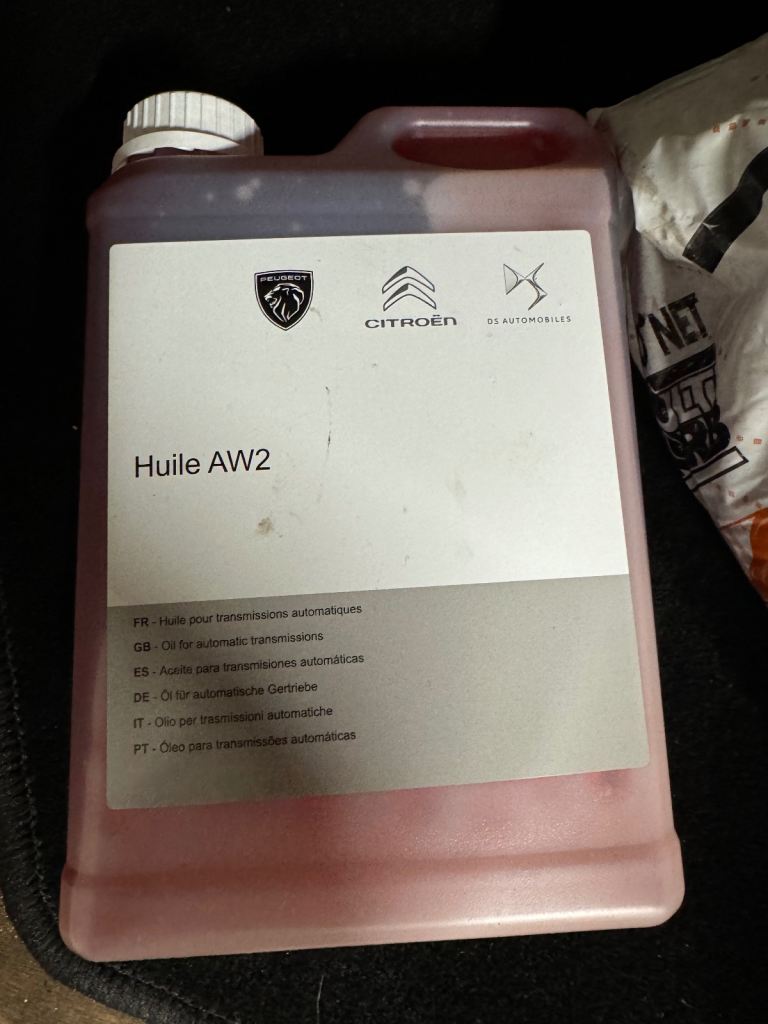 PEUGEOT
CITROËN
DS AUTOMOBILES
Huile AW2
FR - Huile pour transmissions automatiques
GB - Oil for automatic transmissions
ES - Aceite para transmisiones automáticas
DE - Öl für automatische Gertriebe
IT - Olio per trasmissioni automatiche
PT - Óleo para transmissões automáticas
NET